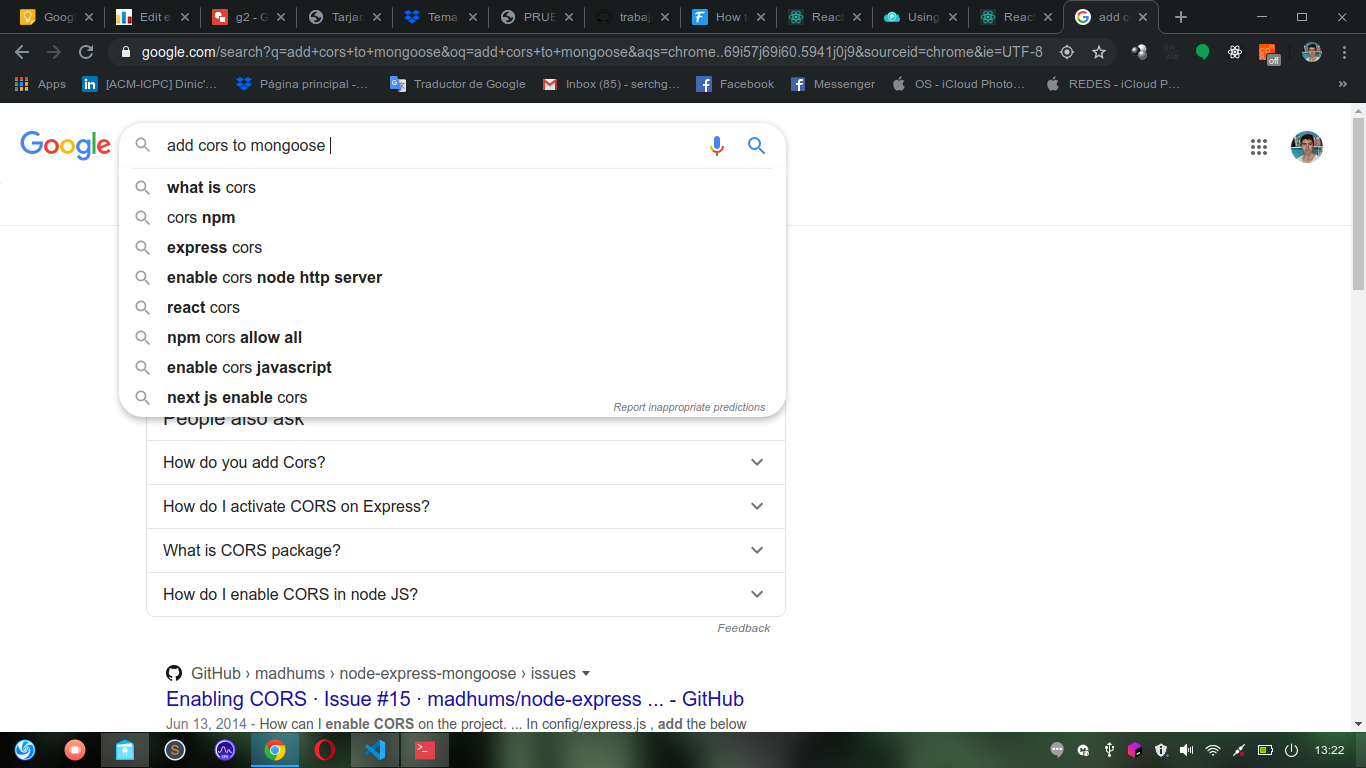 Googl
Edit e
g2 - G
Tarjan
Tema
PRUE
trabaj
How t
React
Using
React
add c
google.com/search?q=add+cors+to+mongoose&oq=add+cors+to+mongoose&aqs=chrome..69i57j69i60.5941j0j9&sourceid=chrome&ie=UTF-8
off
Apps
[ACM-ICPC] Dinic'...
Página principal -...
Traductor de Google
Inbox (85) - serchg...
Facebook
Messenger
OS - iCloud Photo...
REDES - iCloud P...
»
Google
add cors to mongoose
what is cors
cors npm
express cors
enable cors node http server
react cors
npm cors allow all
enable cors javascript
next js enable cors
Report inappropriate predictions
People also ask
How do you add Cors?
How do I activate CORS on Express?
What is CORS package?
How do I enable CORS in node JS?
Feedback
GitHub › madhums › node-express-mongoose › issues
Enabling CORS · Issue #15 · madhums/node-express ... - GitHub
Jun 13, 2014 - How can I enable CORS on the project. ... In config/express.js , add the below
13:22